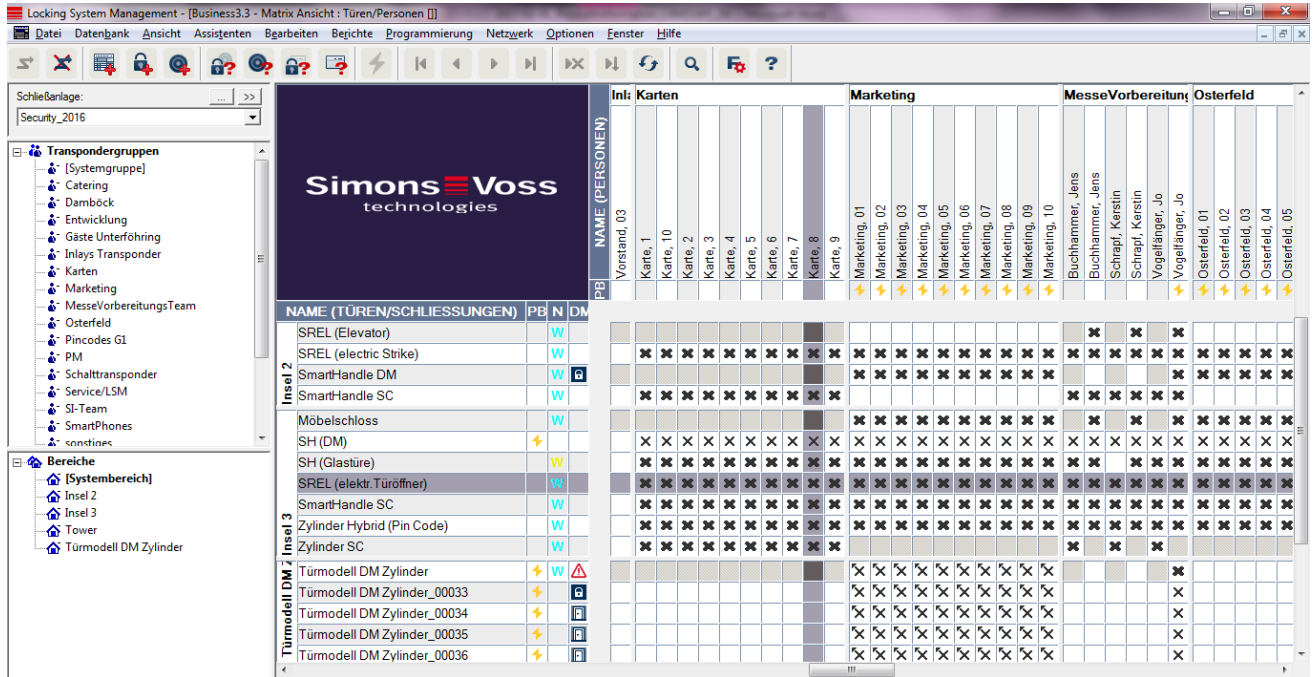 Locking System Management - [Business3.3 - Matrix Ansicht : Türen/Personen []]
Datei Datenbank Ansicht Assistenten Bearbeiten Berichte Programmierung Netzwerk Optionen Fenster Hilfe
Schließanlage:
... >>
Security_2016
Transpondergruppen
[Systemgruppe]
Catering
Damböck
Entwicklung
Gäste Unterföhring
Inlays Transponder
Karten
Marketing
MesseVorbereitungsTeam
Osterfeld
Pincodes G1
PM
Schalttransponder
Service/LSM
SI-Team
SmartPhones
sonstiges
Bereiche
[Systembereich]
Insel 2
Insel 3
Tower
Türmodell DM Zylinder
Simons Voss
technologies
NAME (PERSONEN)
PB
Inla Karten Marketing MesseVorbereitung Osterfeld
Vorstand, 03
Karte, 1
Karte, 10
Karte, 2
Karte, 3
Karte, 4
Karte, 5
Karte, 6
Karte, 7
Karte, 8
Karte, 9
Marketing, 01
Marketing, 02
Marketing, 03
Marketing, 04
Marketing, 05
Marketing, 06
Marketing, 07
Marketing, 08
Marketing, 09
Marketing, 10
Buchhammer, Jens
Buchhammer, Jens
Schrapf, Kerstin
Schrapf, Kerstin
Vogelfänger, Jo
Vogelfänger, Jo
Osterfeld, 01
Osterfeld, 02
Osterfeld, 03
Osterfeld, 04
Osterfeld, 05
NAME (TÜREN/SCHLIESSUNGEN) PB N DM
Insel 2
SREL (Elevator) W
SREL (electric Strike) W
SmartHandle DM W
SmartHandle SC W
Insel 3
Möbelschloss W
SH (DM)
SH (Glastüre) W
SREL (elektr.Türöffner) W
SmartHandle SC W
Zylinder Hybrid (Pin Code) W
Zylinder SC W
Türmodell DM Z
Türmodell DM Zylinder W
Türmodell DM Zylinder_00033
Türmodell DM Zylinder_00034
Türmodell DM Zylinder_00035
Türmodell DM Zylinder_00036